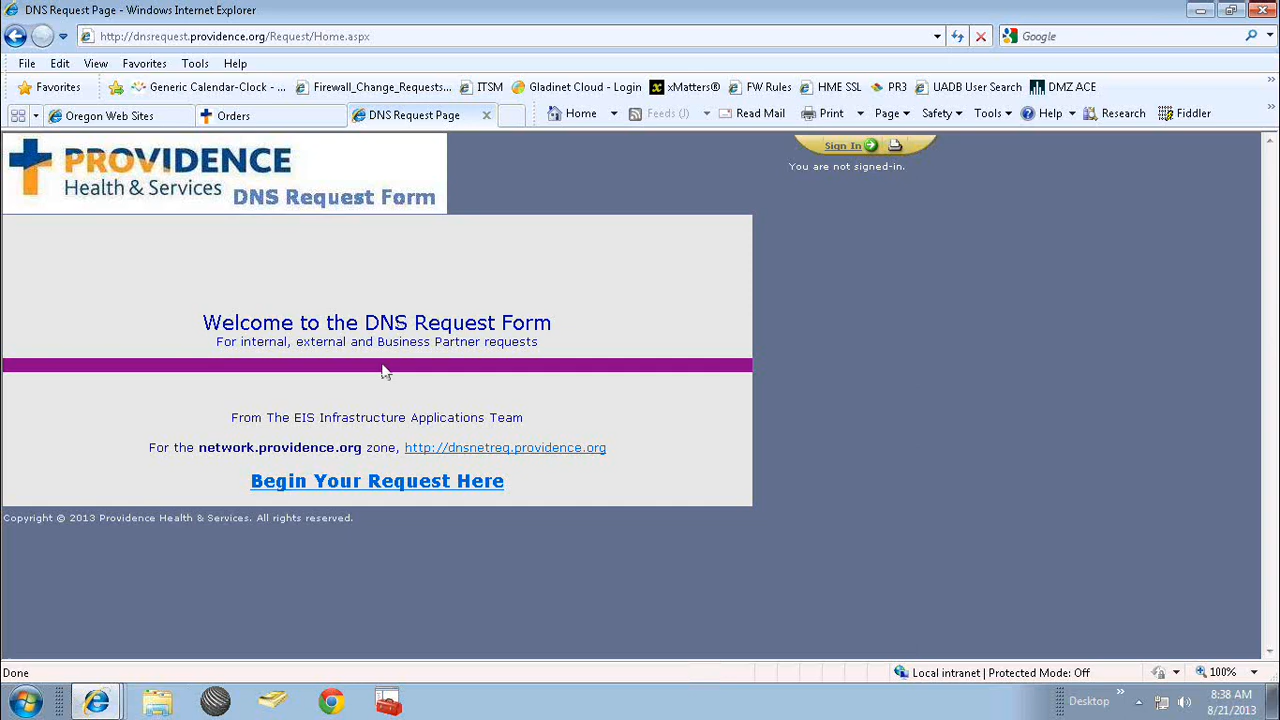 DNS Request Page - Windows Internet Explorer
http://dnsrequest.providence.org/Request/Home.aspx
Google
File Edit View Favorites Tools Help
Favorites Generic Calendar-Clock - ... Firewall_Change_Requests... ITSM Gladinet Cloud - Login xMatters® FW Rules HME SSL PR3 UADB User Search DMZ ACE
Oregon Web Sites Orders DNS Request Page Home Feeds (J) Read Mail Print Page Safety Tools Help Research Fiddler
PROVIDENCE
Health & Services
DNS Request Form
Sign In
You are not signed-in.
Welcome to the DNS Request Form
For internal, external and Business Partner requests
From The EIS Infrastructure Applications Team
For the network.providence.org zone, http://dnsnetreq.providence.org
Begin Your Request Here
Copyright © 2013 Providence Health & Services. All rights reserved.
Done Local intranet | Protected Mode: Off 100%
Desktop
8:38 AM
8/21/2013